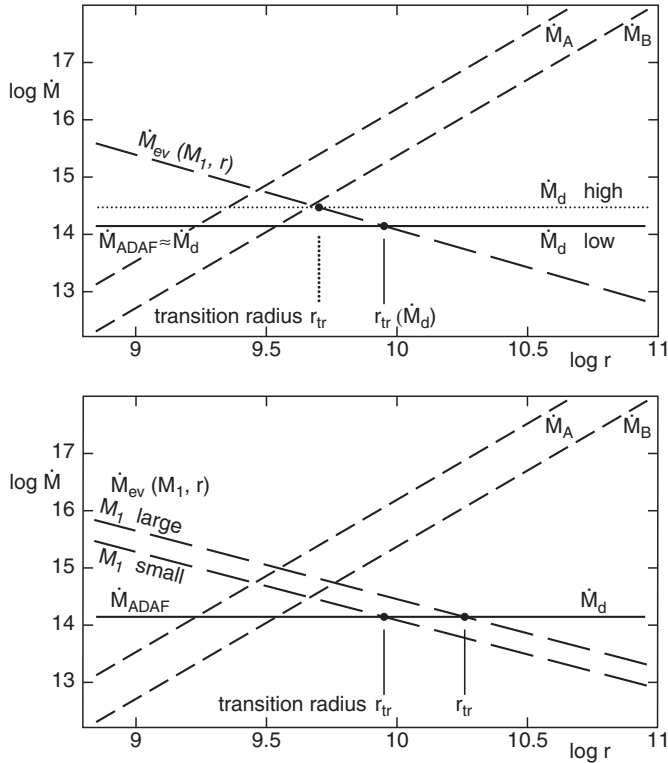 17
Ṁ_A
Ṁ_B
log Ṁ
16
Ṁ_ev (M_1, r)
15
Ṁ_d high
14
Ṁ_ADAF≈Ṁ_d
Ṁ_d low
13
transition radius r_tr
r_tr (Ṁ_d)
9
9.5
10
10.5
11
log r
17
Ṁ_A
Ṁ_B
log Ṁ
16
Ṁ_ev (M_1, r)
M_1 large
15
M_1 small
Ṁ_ADAF
Ṁ_d
14
13
transition radius r_tr
r_tr
9
9.5
10
10.5
11
log r